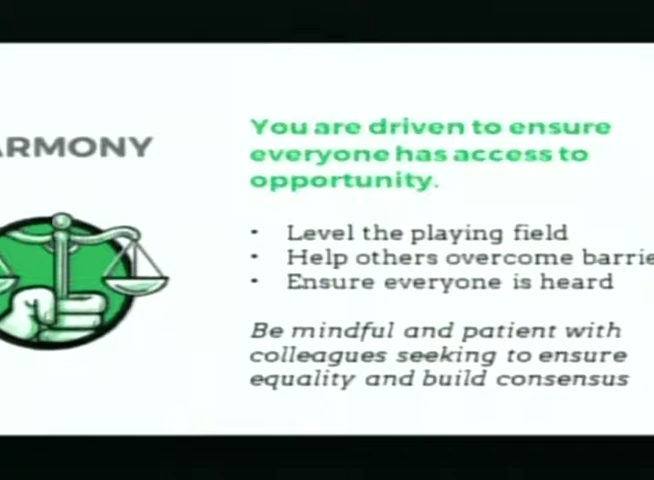 ARMONY
You are driven to ensure
everyone has access to
opportunity.
• Level the playing field
• Help others overcome barrie
• Ensure everyone is heard
Be mindful and patient with
colleagues seeking to ensure
equality and build consensus